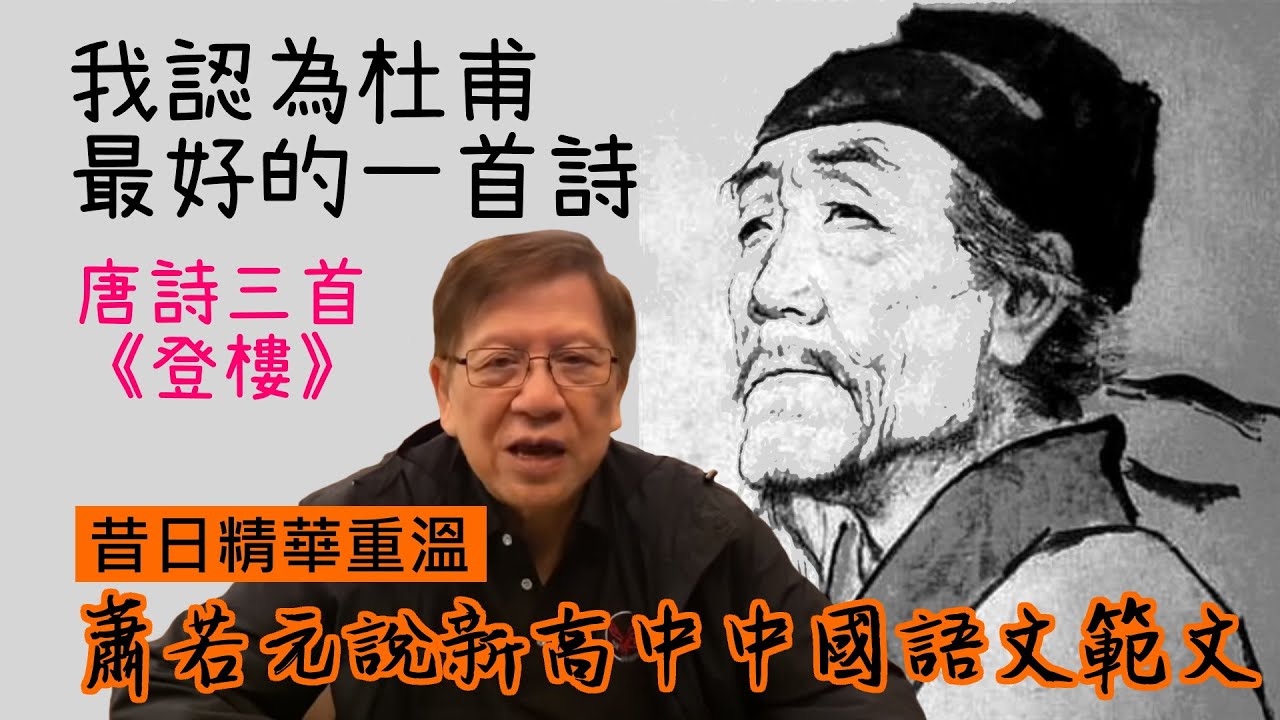 我認為杜甫
最好的一首詩
唐詩三首
《登樓》
昔日精華重溫
蕭若元說新高中中國語文範文